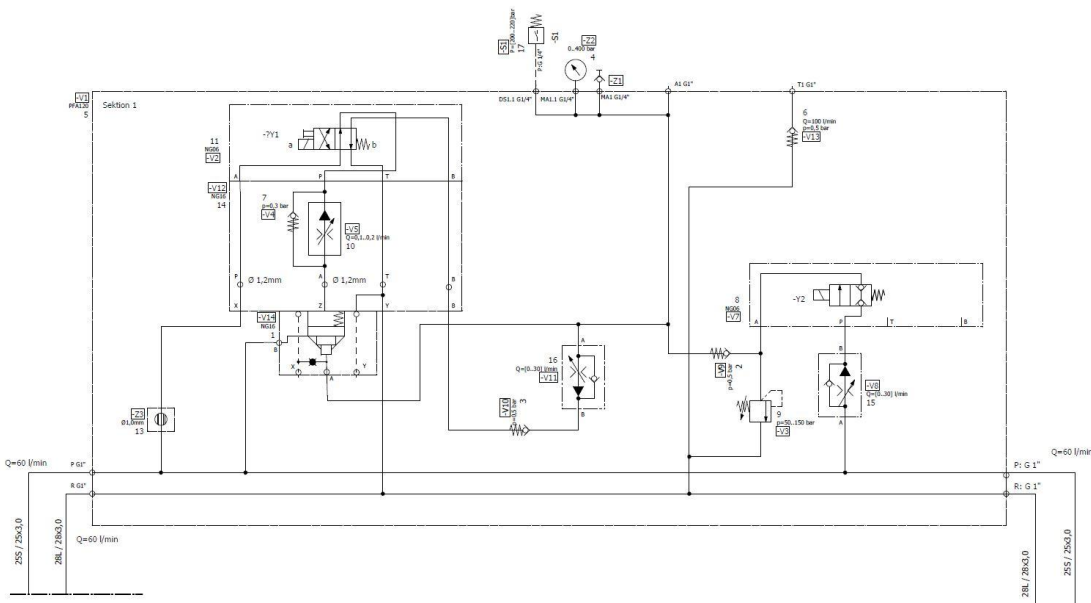 -S1
P=[200...220]bar
17
P:G 1/4"
-S1
-Z2
0..400 bar
4
-Z1
DS1.1 G1/4"
MA1.1 G1/4"
MA1 G1/4"
A1 G1"
T1 G1"
-V1
PFA120
5
Sektion 1
6
Q=100 l/min
p=0,5 bar
-V13
11
NG06
-V2
-?Y1
a
b
A
P
T
B
-V12
NG16
14
7
p=0,3 bar
-V4
-V5
Q=0,1..0,2 l/min
10
P
Ø 1,2mm
A
Ø 1,2mm
T
B
X
Z
Y
B
-V14
NG16
1
B
X
Y
A
-Z3
Ø1,0mm
13
16
Q=[0..30] l/min
-V11
A
B
-V10
3
-V9
p=0,5 bar
2
8
NG06
-V7
-Y2
A
P
T
B
B
-V8
Q=[0..30] l/min
15
A
9
p=50..150 bar
-V3
Q=60 l/min
P G1"
R G1"
Q=60 l/min
25S / 25x3,0
28L / 28x3,0
P: G 1"
R: G 1"
Q=60 l/min
28L / 28x3,0
25S / 25x3,0